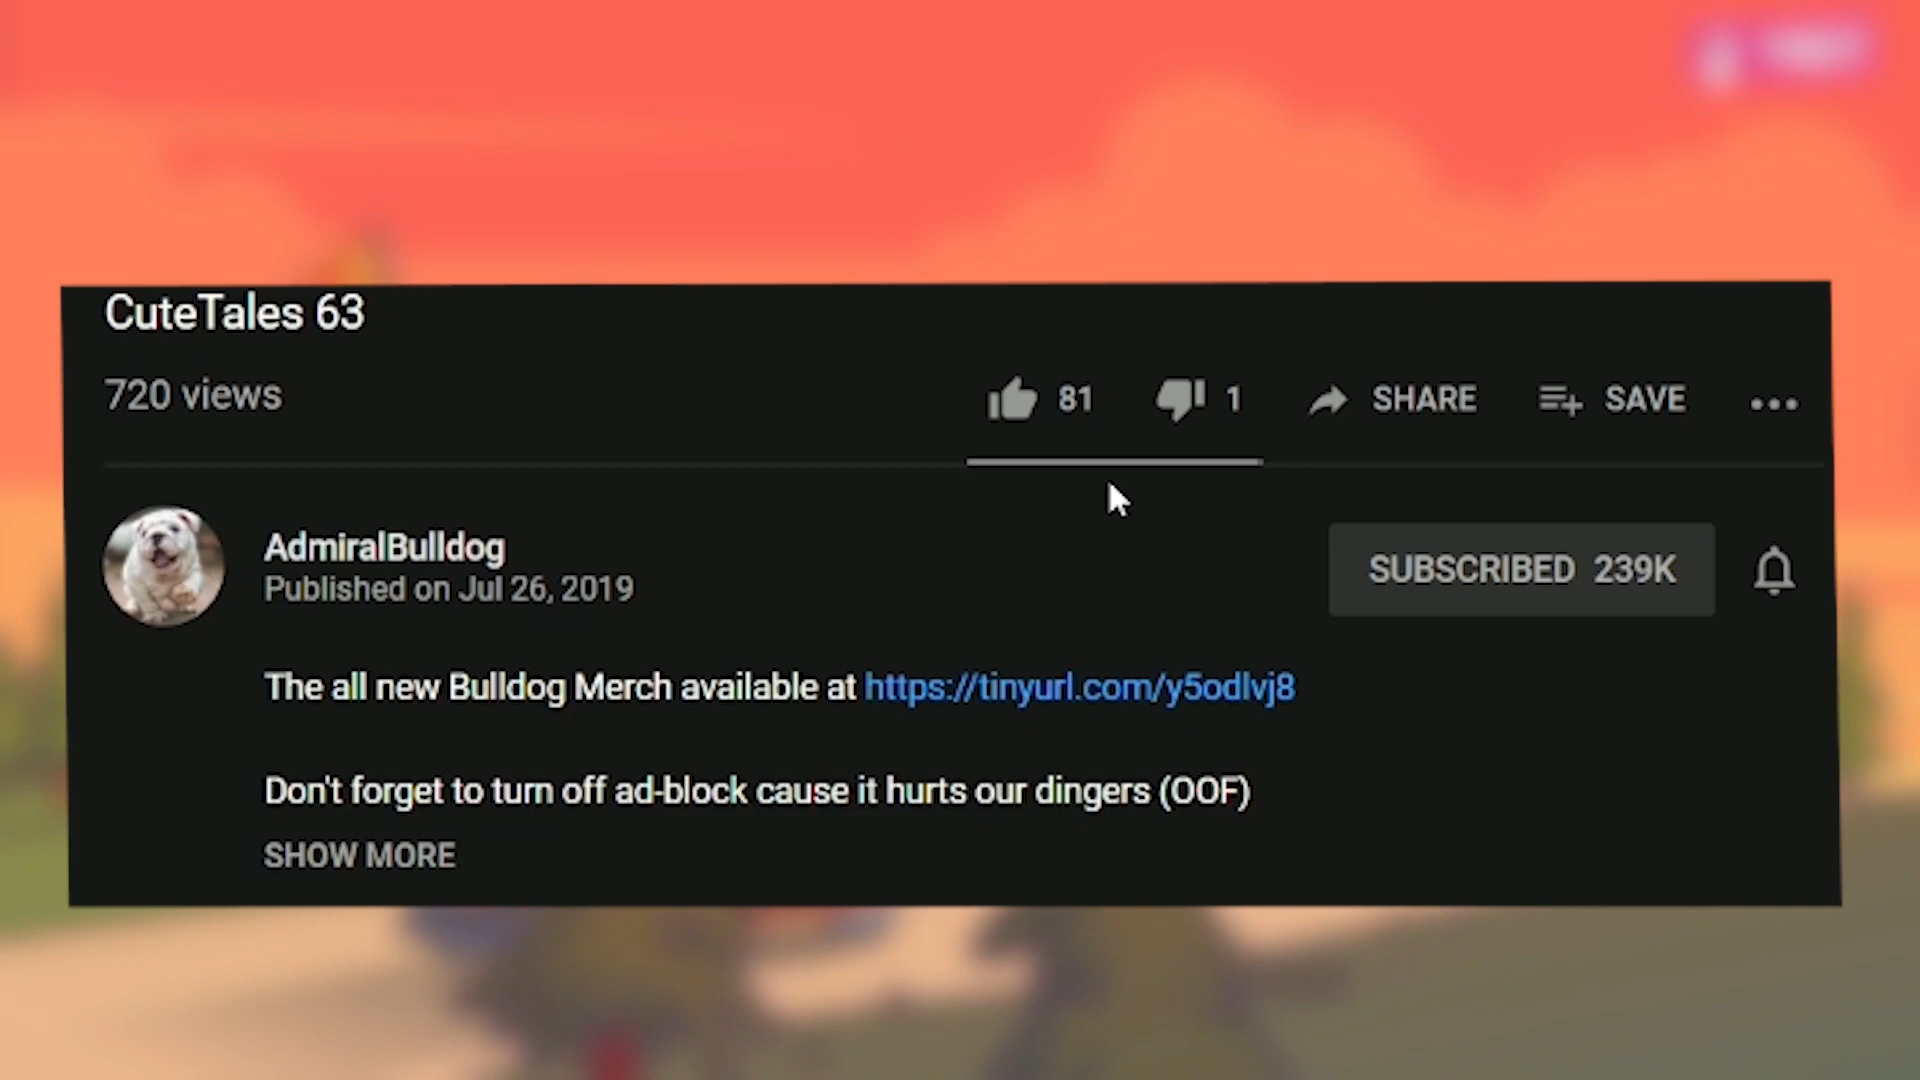 CuteTales 63
720 views
81 1 SHARE SAVE
AdmiralBulldog
Published on Jul 26, 2019
SUBSCRIBED 239K
The all new Bulldog Merch available at https://tinyurl.com/y5odlvj8
Don't forget to turn off ad-block cause it hurts our dingers (OOF)
SHOW MORE